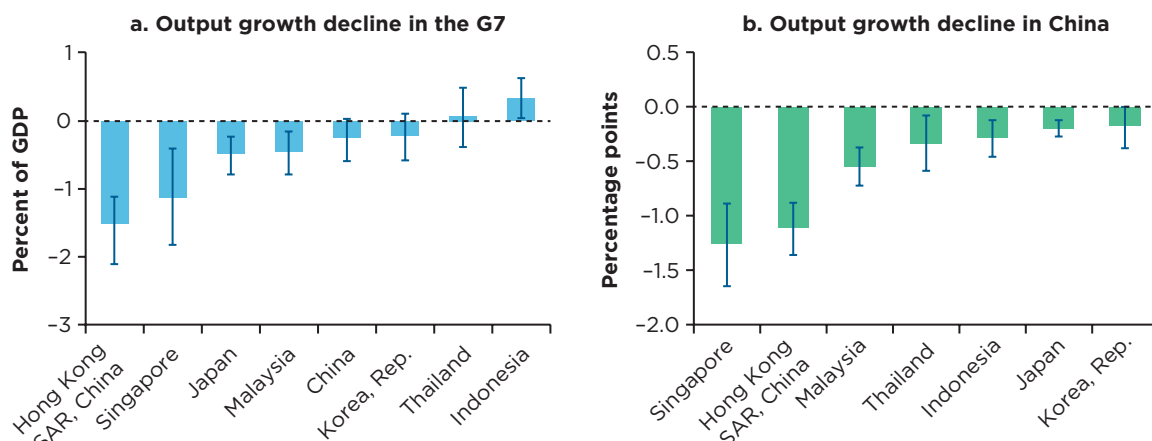 a. Output growth decline in the G7
Percent of GDP
1
0
–1
–2
–3
Hong Kong
SAR, China
Singapore
Japan
Malaysia
China
Korea, Rep.
Thailand
Indonesia
b. Output growth decline in China
Percentage points
0.5
0.0
–0.5
–1.0
–1.5
–2.0
Singapore
Hong Kong
SAR, China
Malaysia
Thailand
Indonesia
Japan
Korea, Rep.